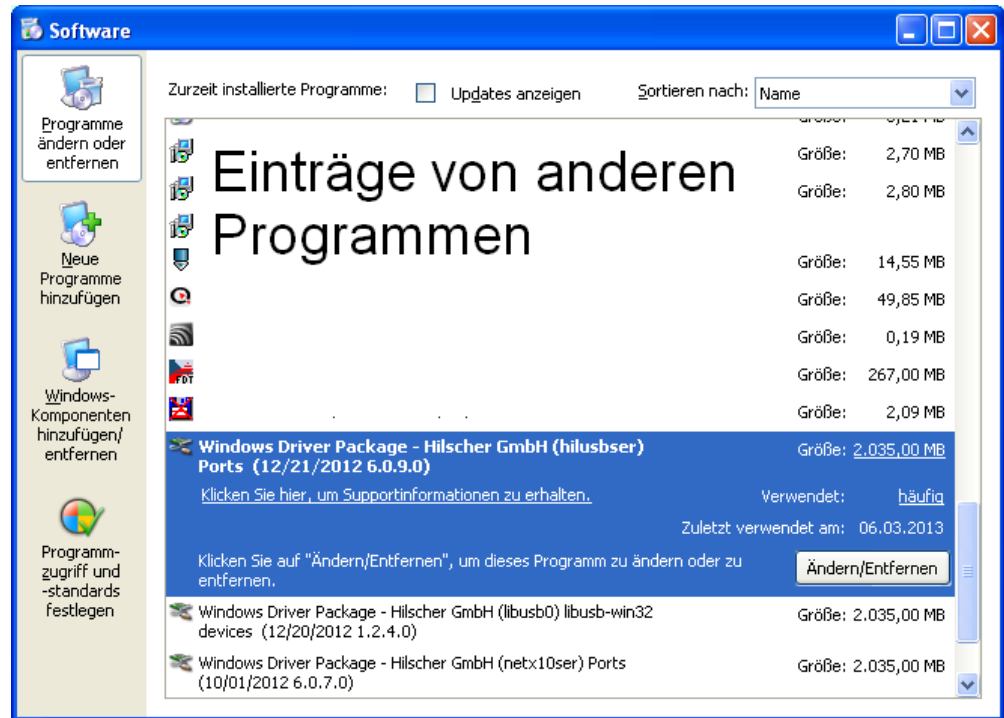 Software
Programme
ändern oder
entfernen
Neue
Programme
hinzufügen
Windows-
Komponenten
hinzufügen/
entfernen
Programm-
zugriff und
-standards
festlegen
Zurzeit installierte Programme:
Updates anzeigen
Sortieren nach:
Name
Größe: 2,70 MB
Einträge von anderen
Größe: 2,80 MB
Programmen
Größe: 14,55 MB
Größe: 49,85 MB
Größe: 0,19 MB
FDT
Größe: 267,00 MB
Größe: 2,09 MB
Windows Driver Package - Hilscher GmbH (hilusbser)
Ports (12/21/2012 6.0.9.0)
Größe: 2.035,00 MB
Klicken Sie hier, um Supportinformationen zu erhalten.
Verwendet: häufig
Zuletzt verwendet am: 06.03.2013
Klicken Sie auf "Ändern/Entfernen", um dieses Programm zu ändern oder zu
entfernen.
Ändern/Entfernen
Windows Driver Package - Hilscher GmbH (libusb0) libusb-win32
devices (12/20/2012 1.2.4.0)
Größe: 2.035,00 MB
Windows Driver Package - Hilscher GmbH (netx10ser) Ports
(10/01/2012 6.0.7.0)
Größe: 2.035,00 MB